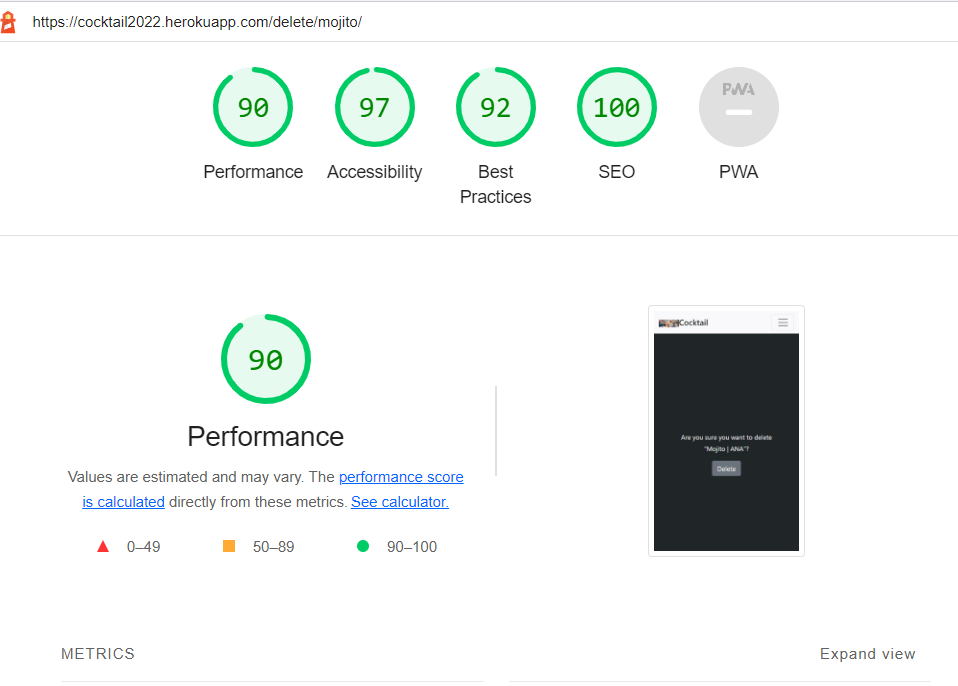 https://cocktail2022.herokuapp.com/delete/mojito/
90
97
92
100
PWA
Performance
Accessibility
Best
Practices
SEO
PWA
90
Performance
Values are estimated and may vary. The performance score
is calculated directly from these metrics. See calculator.
0–49
50–89
90–100
Cocktail
Are you sure you want to delete
"Mojito | ANA"?
Delete
METRICS
Expand view